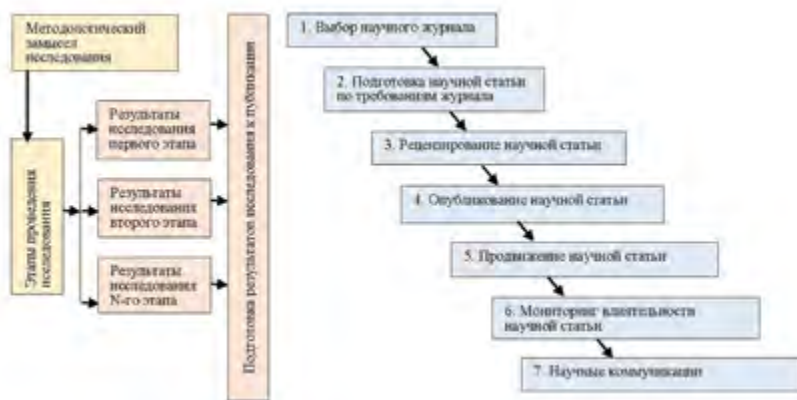 Методологический
замысел
исследования
Этапы проведения
исследования
Результаты
исследования
первого этапа
Результаты
исследования
второго этапа
Результаты
исследования
N-го этапа
Подготовка результатов исследования к публикации
1. Выбор научного журнала
2. Подготовка научной статьи
по требованиям журнала
3. Рецензирование научной статьи
4. Опубликование научной статьи
5. Продвижение научной статьи
6. Мониторинг влиятельности
научной статьи
7. Научные коммуникации